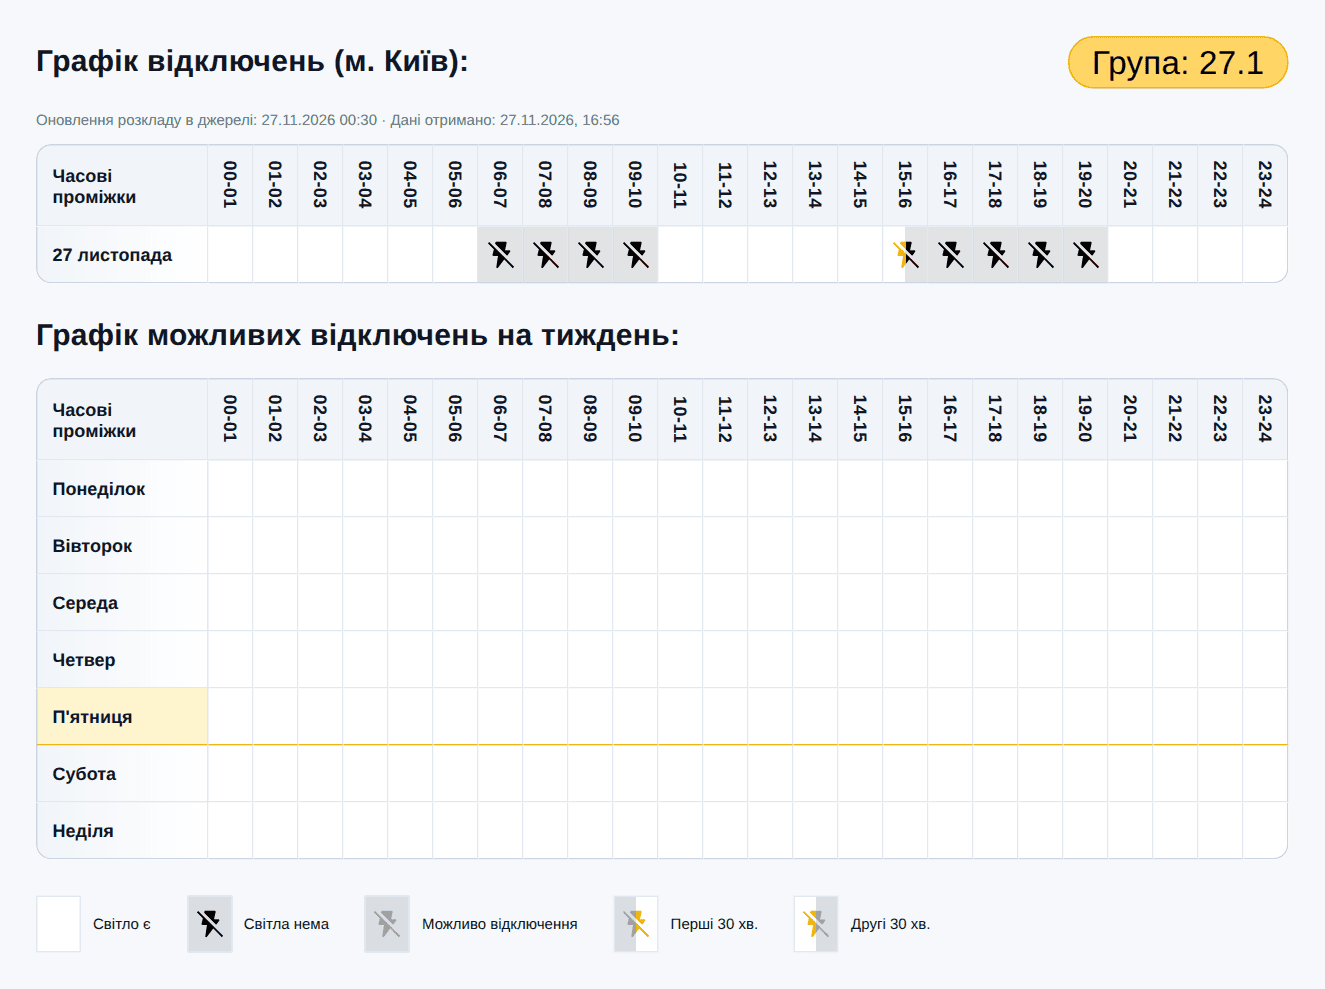 Графік відключень (м. Київ):
Група: 27.1
Оновлення розкладу в джерелі: 27.11.2026 00:30 · Дані отримано: 27.11.2026, 16:56
Часові проміжки 00-01 01-02 02-03 03-04 04-05 05-06 06-07 07-08 08-09 09-10 10-11 11-12 12-13 13-14 14-15 15-16 16-17 17-18 18-19 19-20 20-21 21-22 22-23 23-24
27 листопада
Графік можливих відключень на тиждень:
Часові проміжки 00-01 01-02 02-03 03-04 04-05 05-06 06-07 07-08 08-09 09-10 10-11 11-12 12-13 13-14 14-15 15-16 16-17 17-18 18-19 19-20 20-21 21-22 22-23 23-24
Понеділок
Вівторок
Середа
Четвер
П'ятниця
Субота
Неділя
Світло є Світла нема Можливо відключення Перші 30 хв. Другі 30 хв.